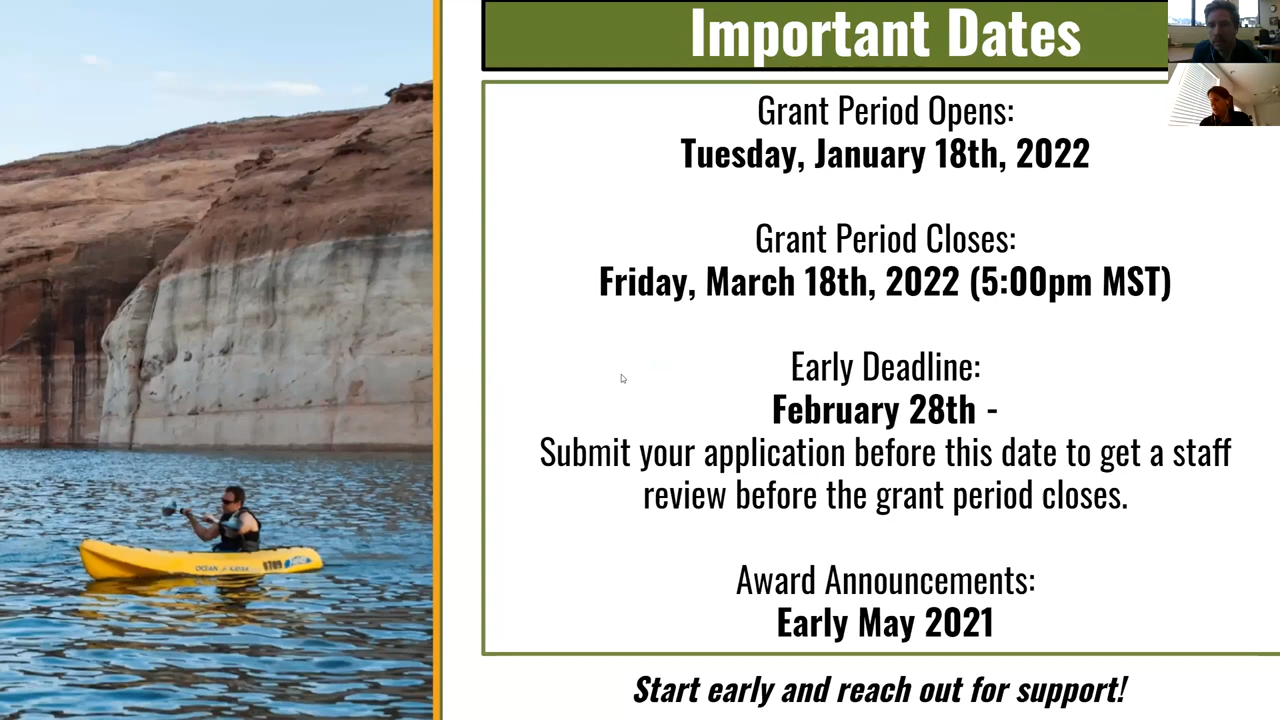 Important Dates
Grant Period Opens:
Tuesday, January 18th, 2022
Grant Period Closes:
Friday, March 18th, 2022 (5:00pm MST)
Early Deadline:
February 28th -
Submit your application before this date to get a staff
review before the grant period closes.
Award Announcements:
Early May 2021
Start early and reach out for support!
OCEAN KAYAK